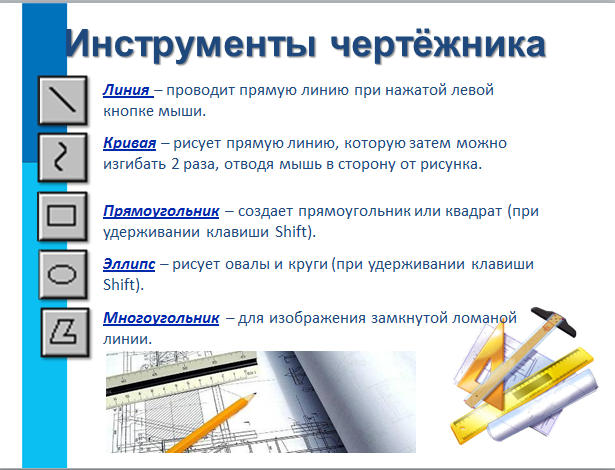 Инструменты чертёжника
Линия – проводит прямую линию при нажатой левой
кнопке мыши.
Кривая – рисует прямую линию, которую затем можно
изгибать 2 раза, отводя мышь в сторону от рисунка.
Прямоугольник – создает прямоугольник или квадрат (при
удерживании клавиши Shift).
Эллипс – рисует овалы и круги (при удерживании клавиши
Shift).
Многоугольник – для изображения замкнутой ломаной
линии.